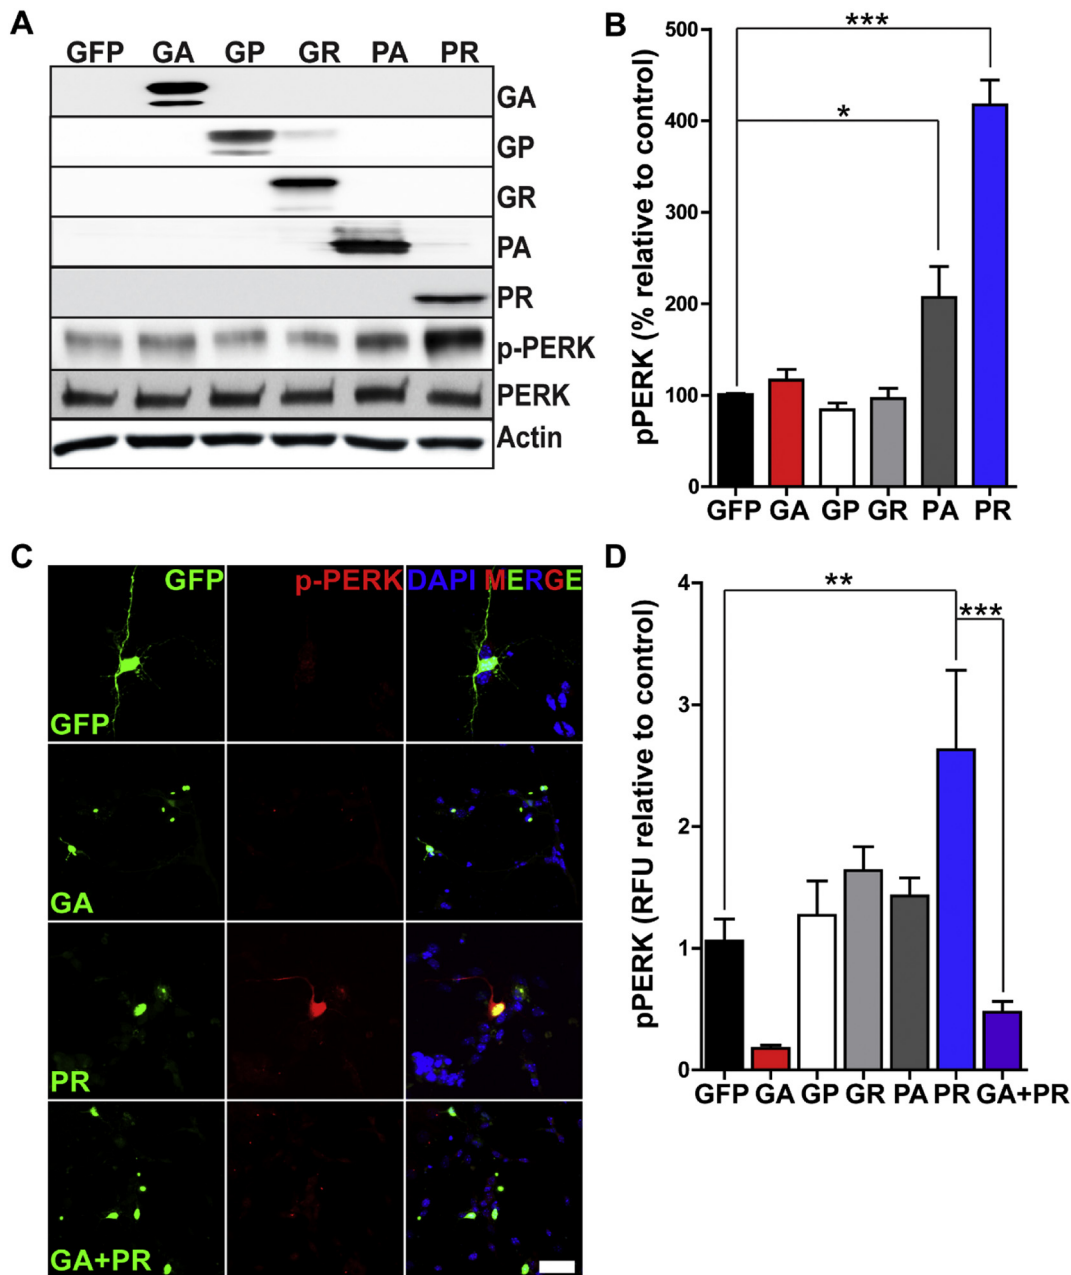 A
GFP GA GP GR PA PR
GA
GP
GR
PA
PR
p-PERK
PERK
Actin
B
pPERK (% relative to control)
500
400
300
200
100
0
***
*
GFP GA GP GR PA PR
C
GFP p-PERK DAPI MERGE
GFP
GA
PR
GA+PR
D
pPERK (RFU relative to control)
4
3
2
1
0
**
***
GFP GA GP GR PA PR GA+PR